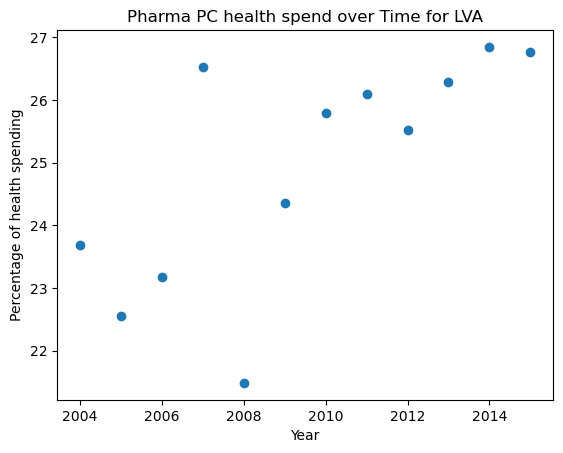 Pharma PC health spend over Time for LVA
27
26
25
24
23
22
Percentage of health spending
2004 2006 2008 2010 2012 2014
Year